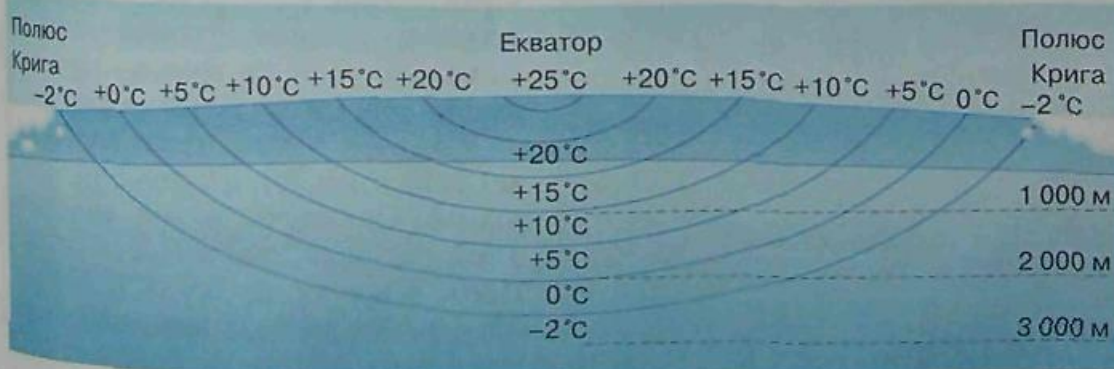 Полюс
Крига
Екватор
Полюс
Крига
-2°C +0°C +5°C +10°C +15°C +20°C +25°C +20°C +15°C +10°C +5°C 0°C -2°C
+20°C
+15°C
1 000 м
+10°C
+5°C
2 000 м
0°C
-2°C
3 000 м